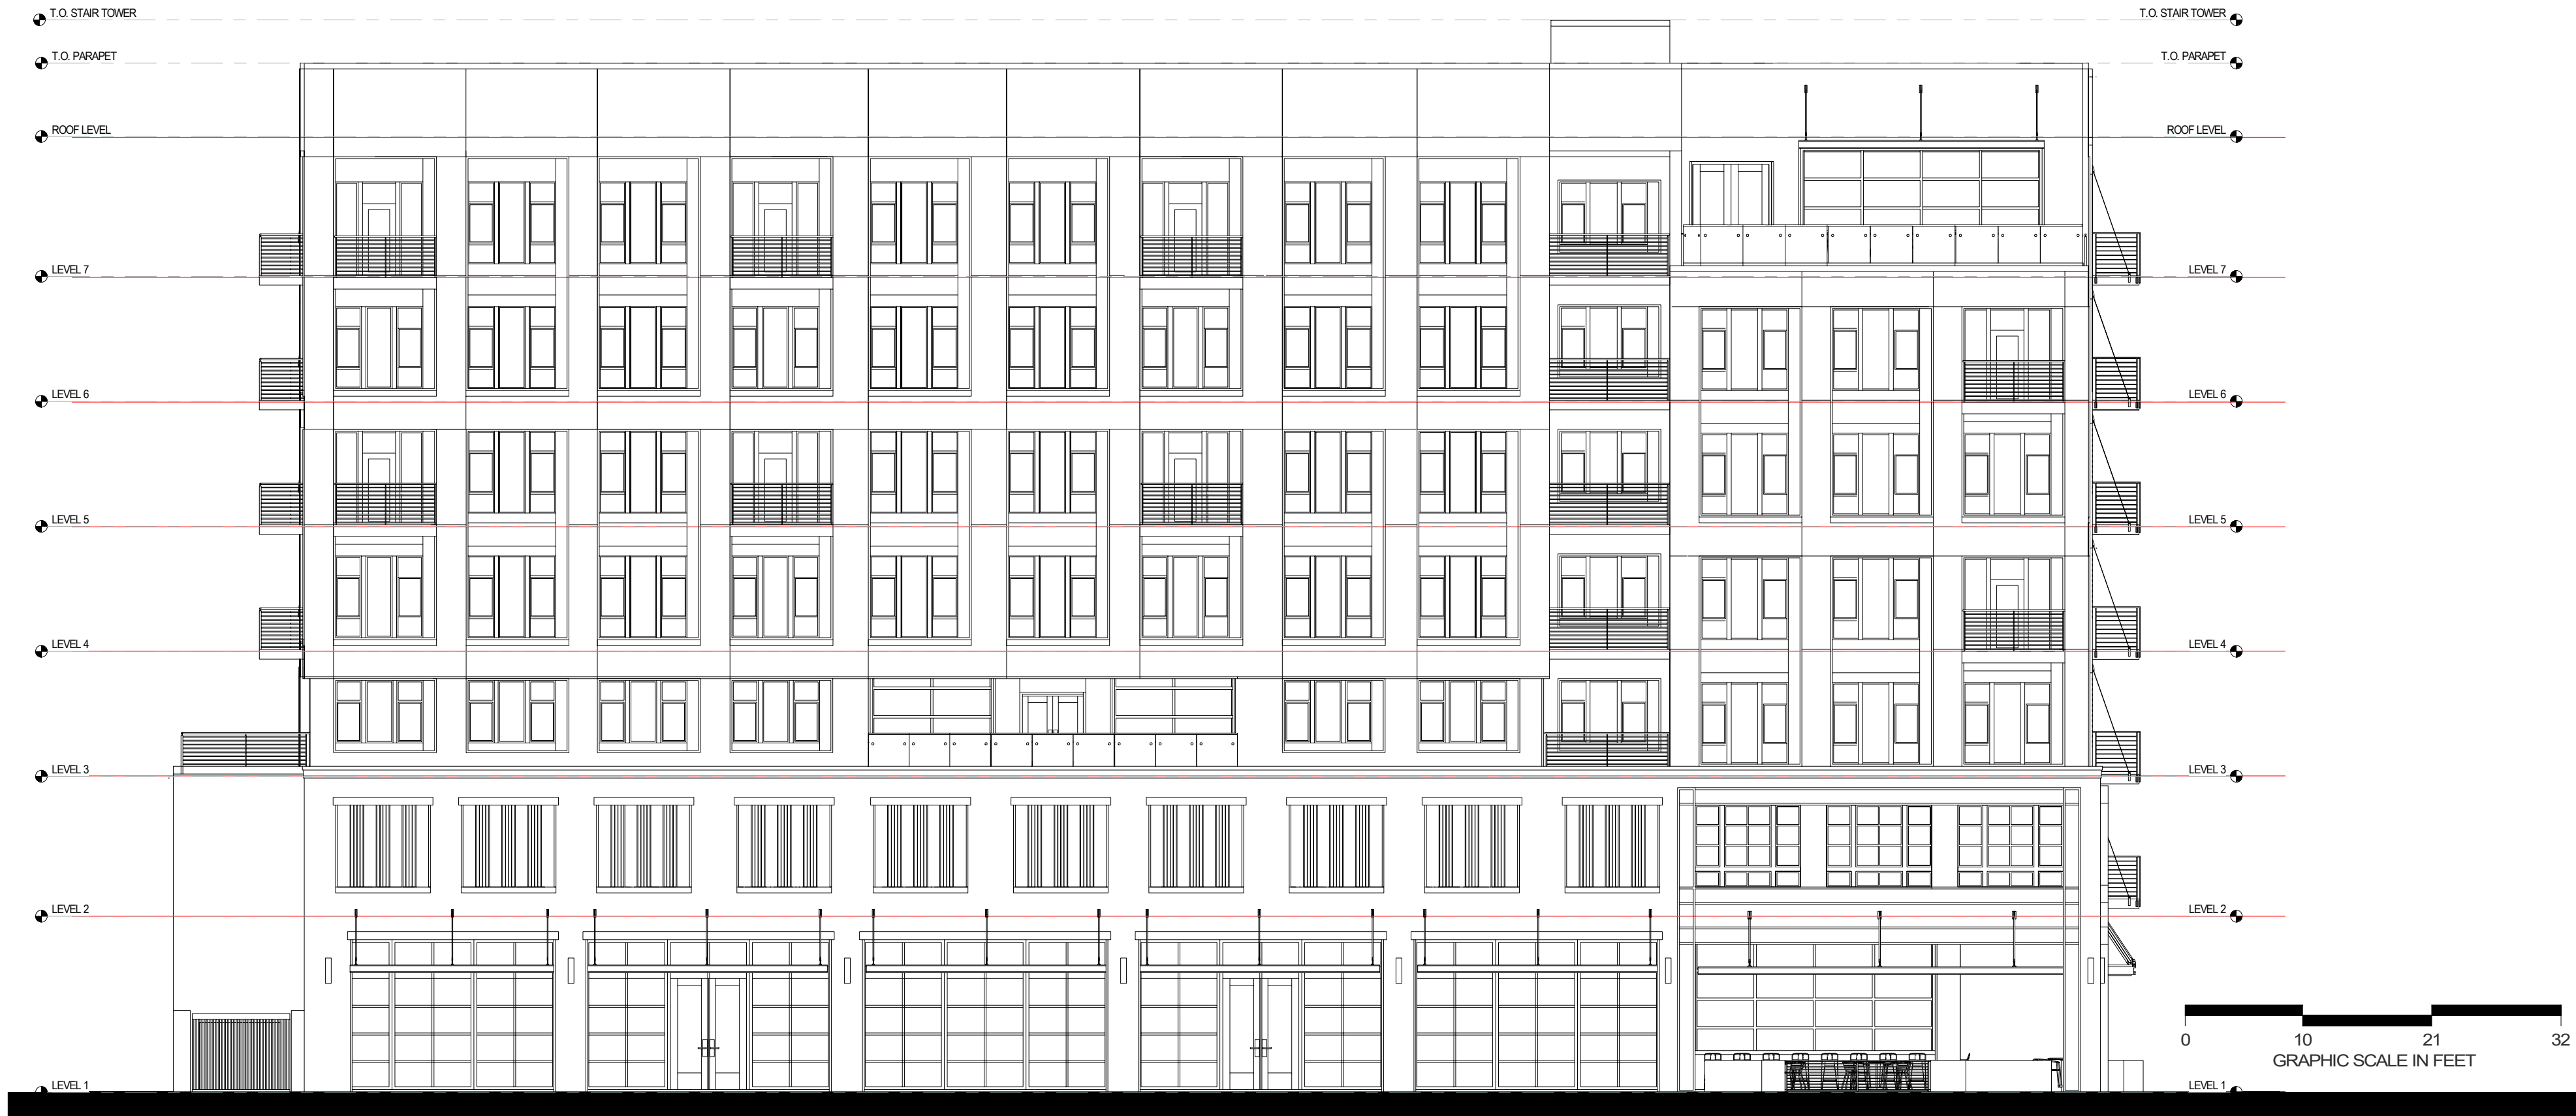 T.O. STAIR TOWER T.O. STAIR TOWER
T.O. PARAPET T.O. PARAPET
ROOF LEVEL ROOF LEVEL
LEVEL 7 LEVEL 7
LEVEL 6 LEVEL 6
LEVEL 5 LEVEL 5
LEVEL 4 LEVEL 4
LEVEL 3 LEVEL 3
LEVEL 2 LEVEL 2
0 10 21 32
GRAPHIC SCALE IN FEET
LEVEL 1 LEVEL 1